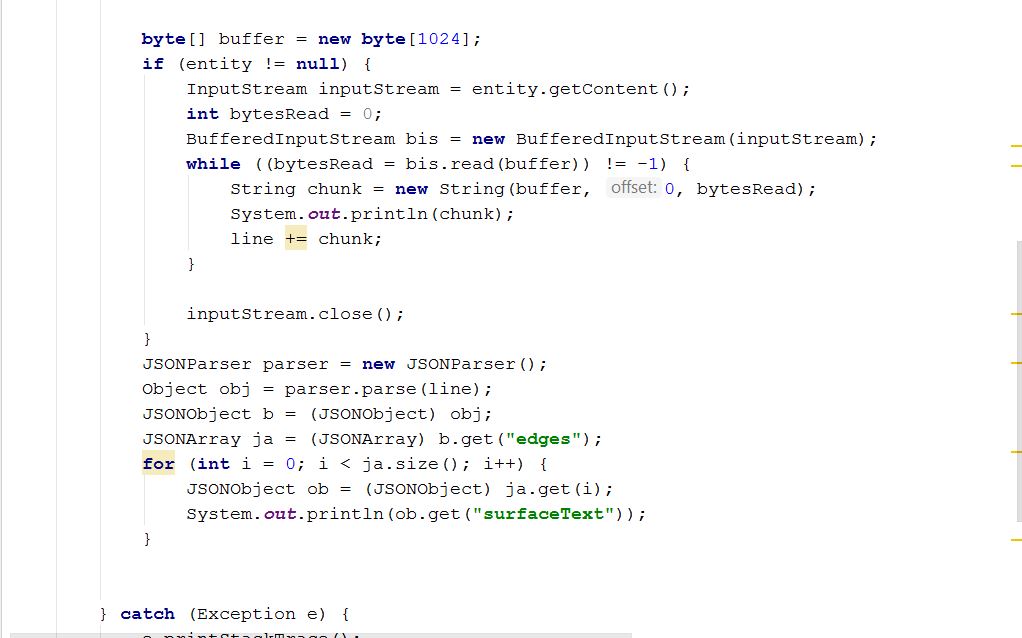 byte[] buffer = new byte[1024];
if (entity != null) {
InputStream inputStream = entity.getContent();
int bytesRead = 0;
BufferedInputStream bis = new BufferedInputStream(inputStream);
while ((bytesRead = bis.read(buffer)) != -1) {
String chunk = new String(buffer, offset: 0, bytesRead);
System.out.println(chunk);
line += chunk;
}
inputStream.close();
}
JSONParser parser = new JSONParser();
Object obj = parser.parse(line);
JSONObject b = (JSONObject) obj;
JSONArray ja = (JSONArray) b.get("edges");
for (int i = 0; i < ja.size(); i++) {
JSONObject ob = (JSONObject) ja.get(i);
System.out.println(ob.get("surfaceText"));
}
} catch (Exception e) {
e.printStackTrace();